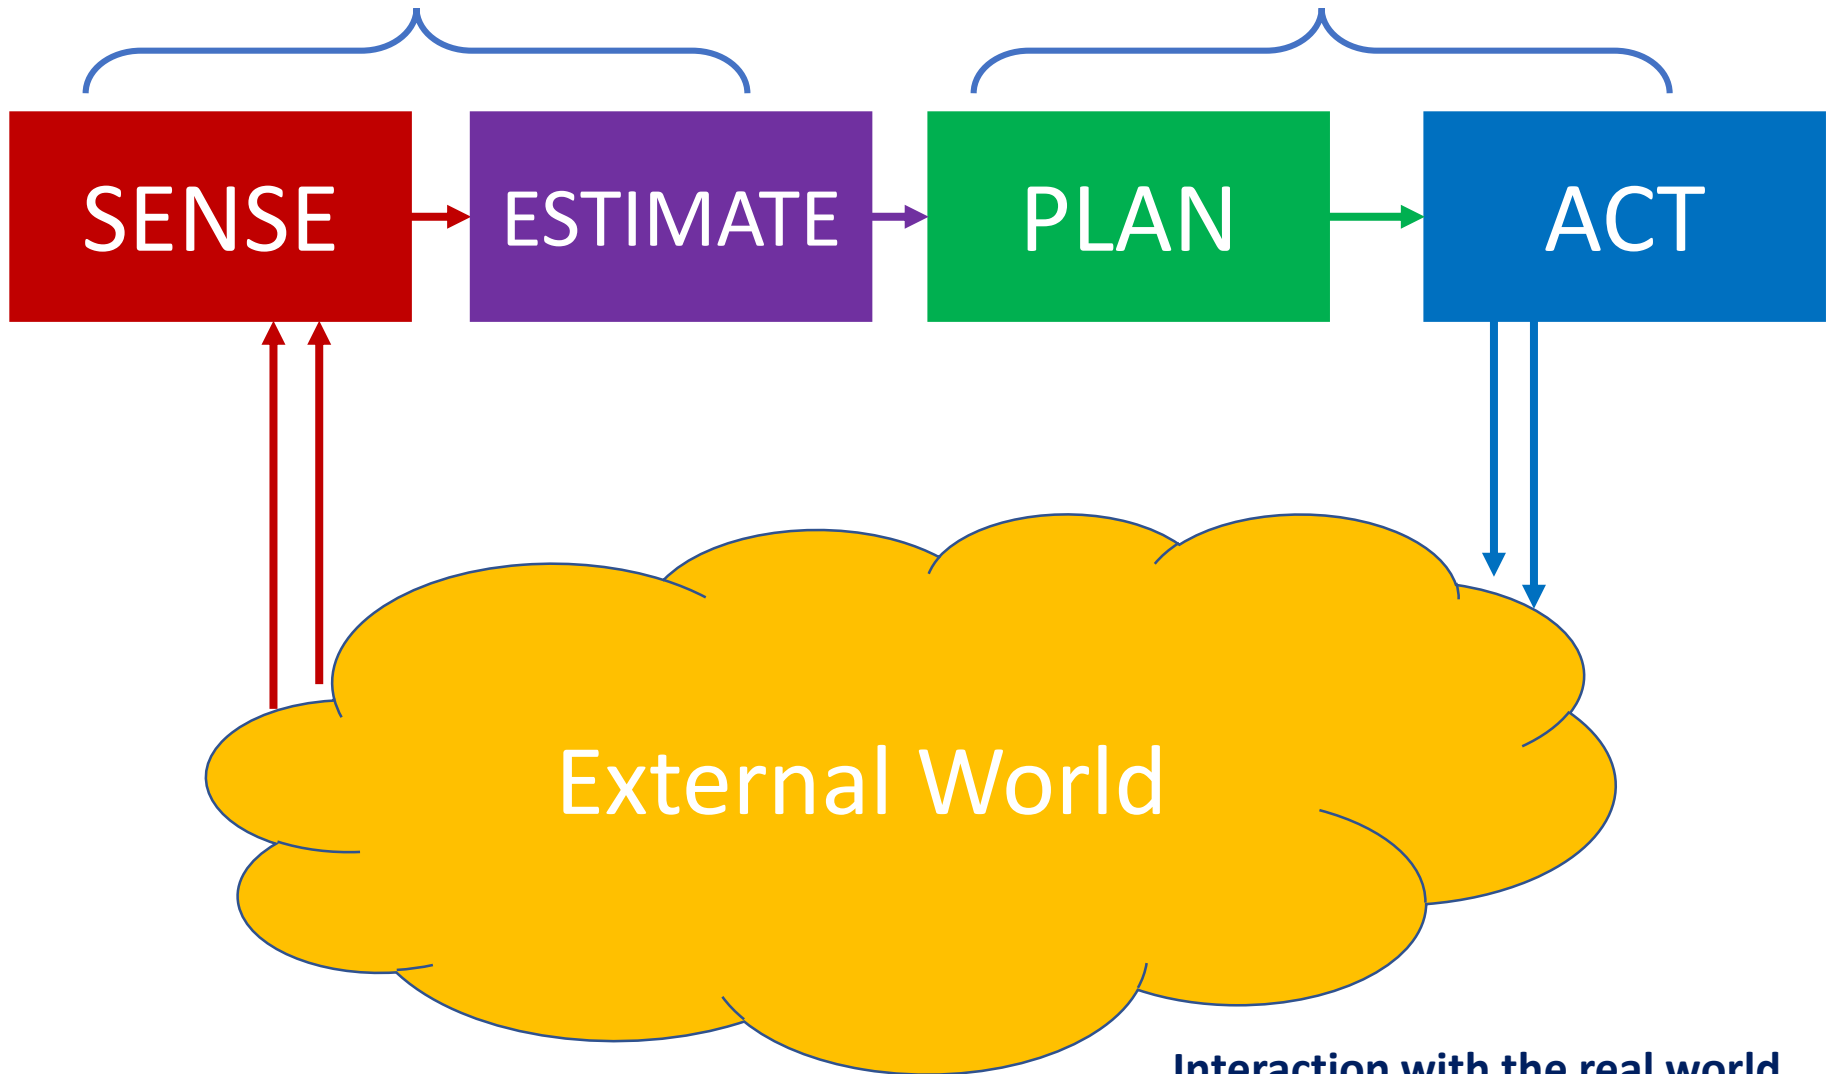 SENSE
ESTIMATE
PLAN
ACT
External World
Interaction with the real world